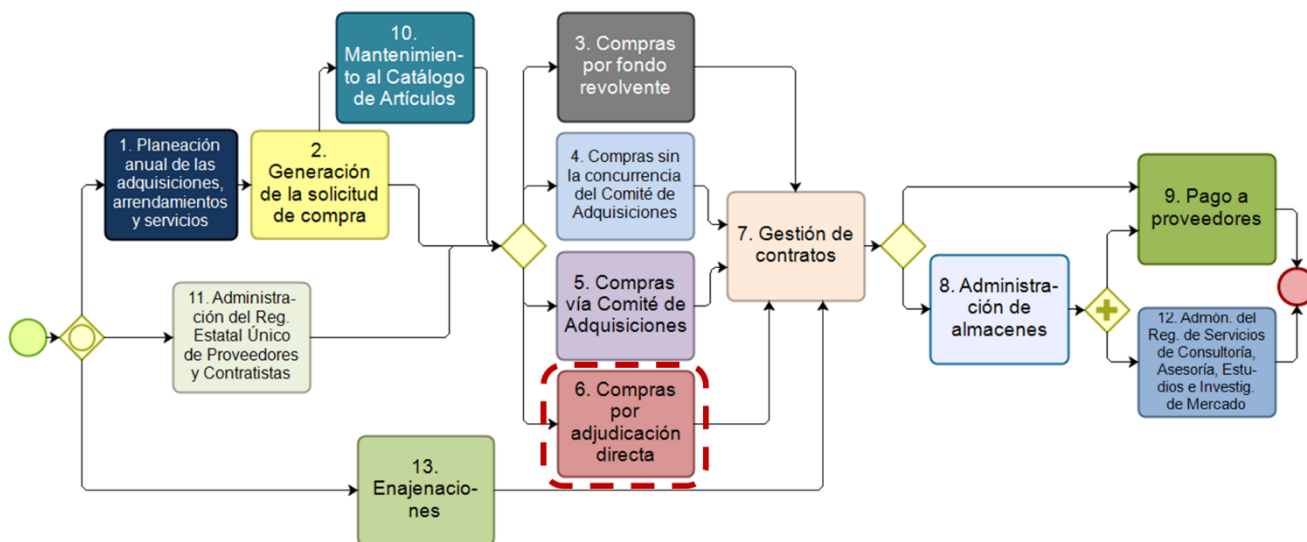 1. Planeación
anual de las
adquisiciones,
arrendamientos
y servicios
2.
Generación
de la solicitud
de compra
10.
Mantenimien-
to al Catálogo
de Artículos
11. Administra-
ción del Reg.
Estatal Único
de Proveedores
y Contratistas
13.
Enajenacio-
nes
3. Compras
por fondo
revolvente
4. Compras sin
la concurrencia
del Comité de
Adquisiciones
5. Compras
vía Comité de
Adquisiciones
6. Compras
por
adjudicación
directa
7. Gestión de
contratos
8. Administra-
ción de
almacenes
9. Pago a
proveedores
12. Admòn. del
Reg. de Servicios
de Consultoría,
Asesoría, Estu-
dios e Investig.
de Mercado